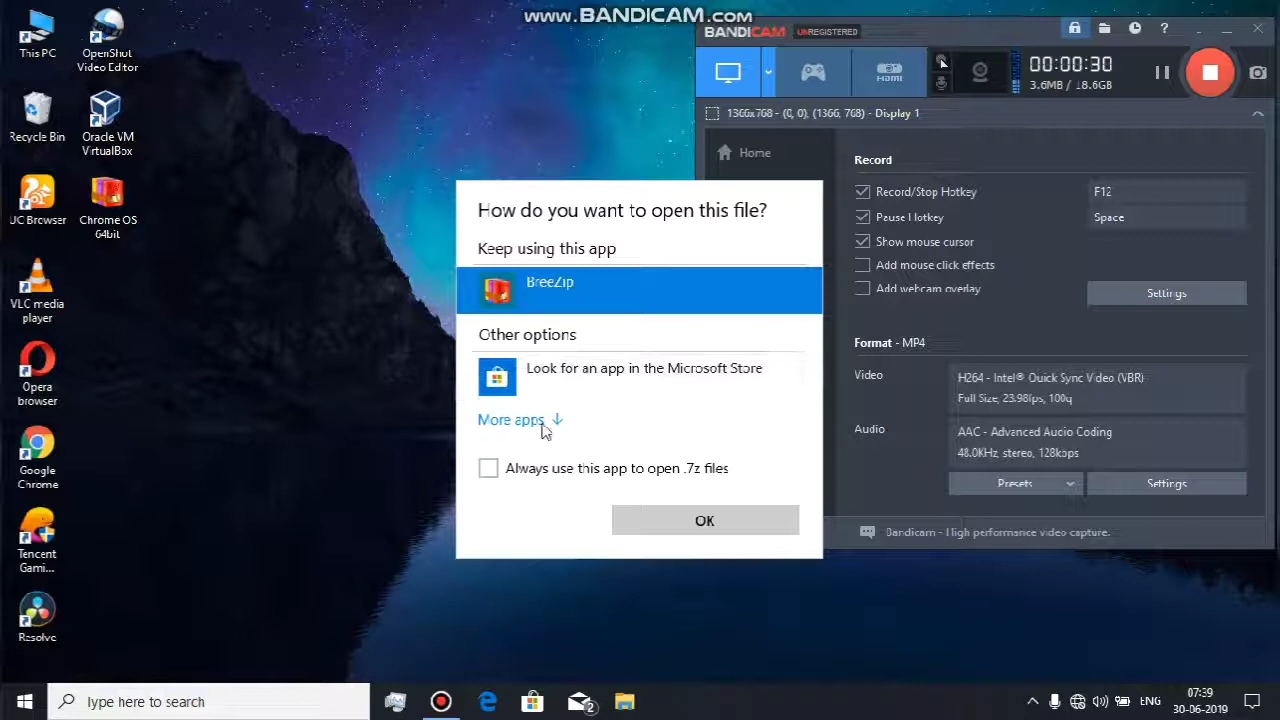 www.BANDICAM.com
This PC
OpenShot
Video Editor
Recycle Bin
Oracle VM
VirtualBox
UC Browser
Chrome OS
64bit
VLC media
player
Opera
browser
Google
Chrome
Tencent
Gami...
Resolve
BANDICAM UNREGISTERED
HDMI
00:00:30
3.6MB / 18.6GB
1366x768 - (0, 0), (1366, 768) - Display 1
Home
Record
Record/Stop Hotkey
F12
Pause Hotkey
Space
Show mouse cursor
Add mouse click effects
Add webcam overlay
Settings
Format - MP4
Video
H264 - Intel® Quick Sync Video (VBR)
Full Size, 23.98fps, 100q
Audio
AAC - Advanced Audio Coding
48.0KHz, stereo, 128kbps
Presets
Settings
Bandicam - High performance video capture.
How do you want to open this file?
Keep using this app
BreeZip
Other options
Look for an app in the Microsoft Store
More apps
Always use this app to open .7z files
OK
Type here to search
2
ENG
07:39
30-06-2019